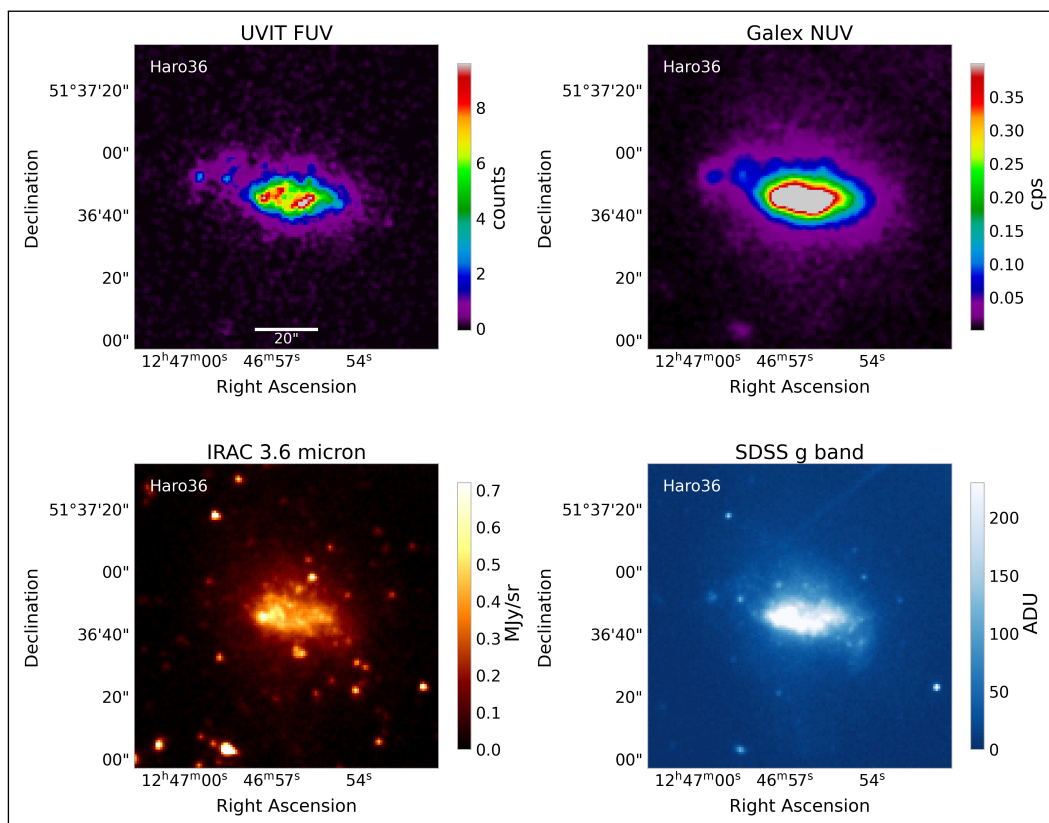 UVIT FUV
Haro36
51°37'20"
00"
36'40"
20"
00"
Declination
20"
12ʰ47ᵐ00ˢ 46ᵐ57ˢ 54ˢ
Right Ascension
8
6
4
2
0
counts
Galex NUV
Haro36
51°37'20"
00"
36'40"
20"
00"
Declination
12ʰ47ᵐ00ˢ 46ᵐ57ˢ 54ˢ
Right Ascension
0.35
0.30
0.25
0.20
0.15
0.10
0.05
cps
IRAC 3.6 micron
Haro36
51°37'20"
00"
36'40"
20"
00"
Declination
12ʰ47ᵐ00ˢ 46ᵐ57ˢ 54ˢ
Right Ascension
0.7
0.6
0.5
0.4
0.3
0.2
0.1
0.0
MJy/sr
SDSS g band
Haro36
51°37'20"
00"
36'40"
20"
00"
Declination
12ʰ47ᵐ00ˢ 46ᵐ57ˢ 54ˢ
Right Ascension
200
150
100
50
0
ADU